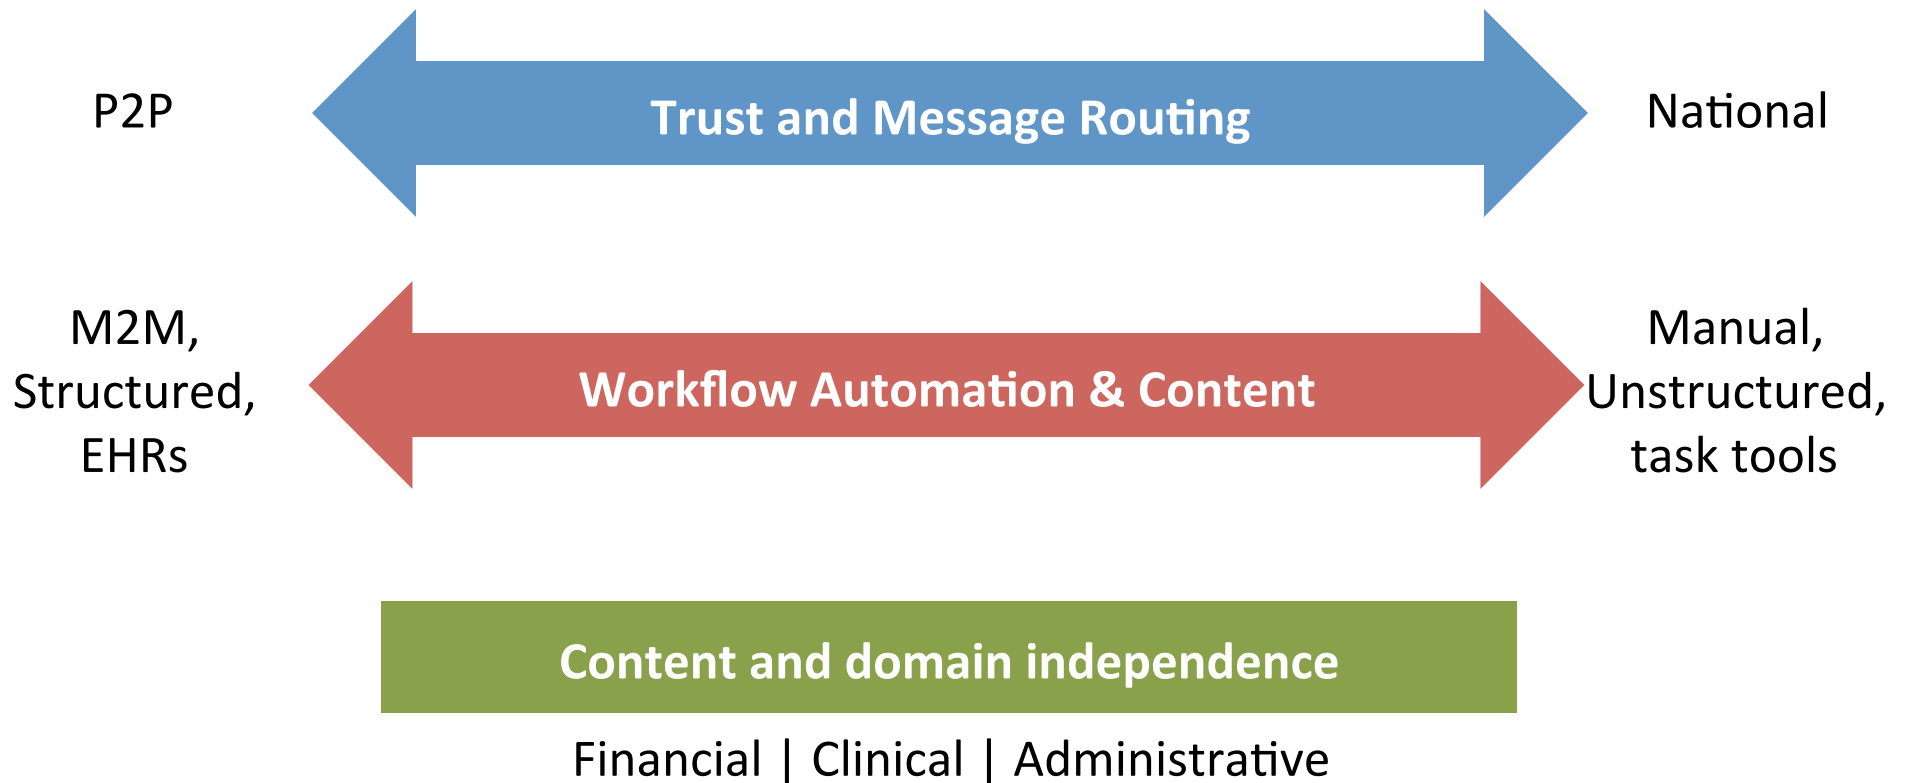 P2P
Trust and Message Routing
National
M2M,
Structured,
EHRs
Workflow Automation & Content
Manual,
Unstructured,
task tools
Content and domain independence
Financial | Clinical | Administrative